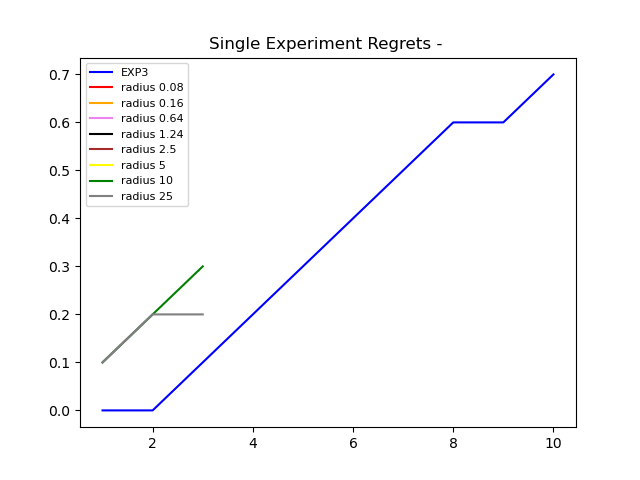 Single Experiment Regrets -
EXP3
radius 0.08
radius 0.16
radius 0.64
radius 1.24
radius 2.5
radius 5
radius 10
radius 25
0.7
0.6
0.5
0.4
0.3
0.2
0.1
0.0
2 4 6 8 10